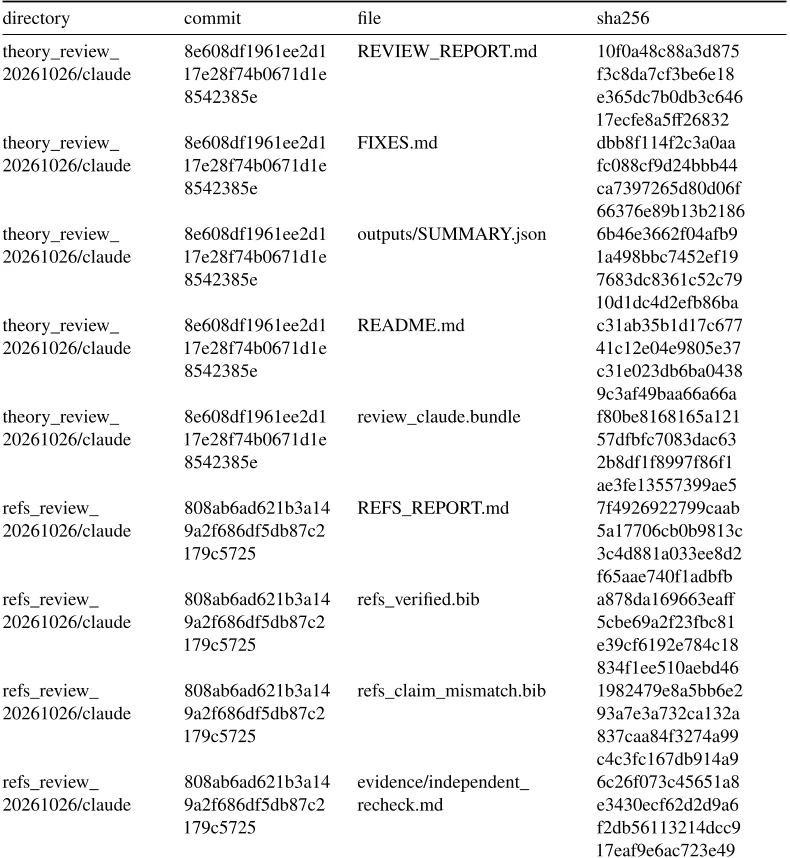 directory commit file sha256
theory_review_ 8e608df1961ee2d1 REVIEW_REPORT.md 10f0a48c88a3d875
20261026/claude 17e28f74b0671d1e f3c8da7cf3be6e18
8542385e e365dc7b0db3c646
17ecfe8a5ff26832
theory_review_ 8e608df1961ee2d1 FIXES.md dbb8f114f2c3a0aa
20261026/claude 17e28f74b0671d1e fc088cf9d24bbb44
8542385e ca7397265d80d06f
66376e89b13b2186
theory_review_ 8e608df1961ee2d1 outputs/SUMMARY.json 6b46e3662f04afb9
20261026/claude 17e28f74b0671d1e 1a498bbc7452ef19
8542385e 7683dc8361c52c79
10d1dc4d2efb86ba
theory_review_ 8e608df1961ee2d1 README.md c31ab35b1d17c677
20261026/claude 17e28f74b0671d1e 41c12e04e9805e37
8542385e c31e023db6ba0438
9c3af49baa66a66a
theory_review_ 8e608df1961ee2d1 review_claude.bundle f80be8168165a121
20261026/claude 17e28f74b0671d1e 57dfbfc7083dac63
8542385e 2b8df1f8997f86f1
ae3fe13557399ae5
refs_review_ 808ab6ad621b3a14 REFS_REPORT.md 7f4926922799caab
20261026/claude 9a2f686df5db87c2 5a17706cb0b9813c
179c5725 3c4d881a033ee8d2
f65aae740f1adbfb
refs_review_ 808ab6ad621b3a14 refs_verified.bib a878da169663eaff
20261026/claude 9a2f686df5db87c2 5cbe69a2f23fbc81
179c5725 e39cf6192e784c18
834f1ee510aebd46
refs_review_ 808ab6ad621b3a14 refs_claim_mismatch.bib 1982479e8a5bb6e2
20261026/claude 9a2f686df5db87c2 93a7e3a732ca132a
179c5725 837caa84f3274a99
c4c3fc167db914a9
refs_review_ 808ab6ad621b3a14 evidence/independent_ 6c26f073c45651a8
20261026/claude 9a2f686df5db87c2 recheck.md e3430ecf62d2d9a6
179c5725 f2db56113214dcc9
17eaf9e6ac723e49